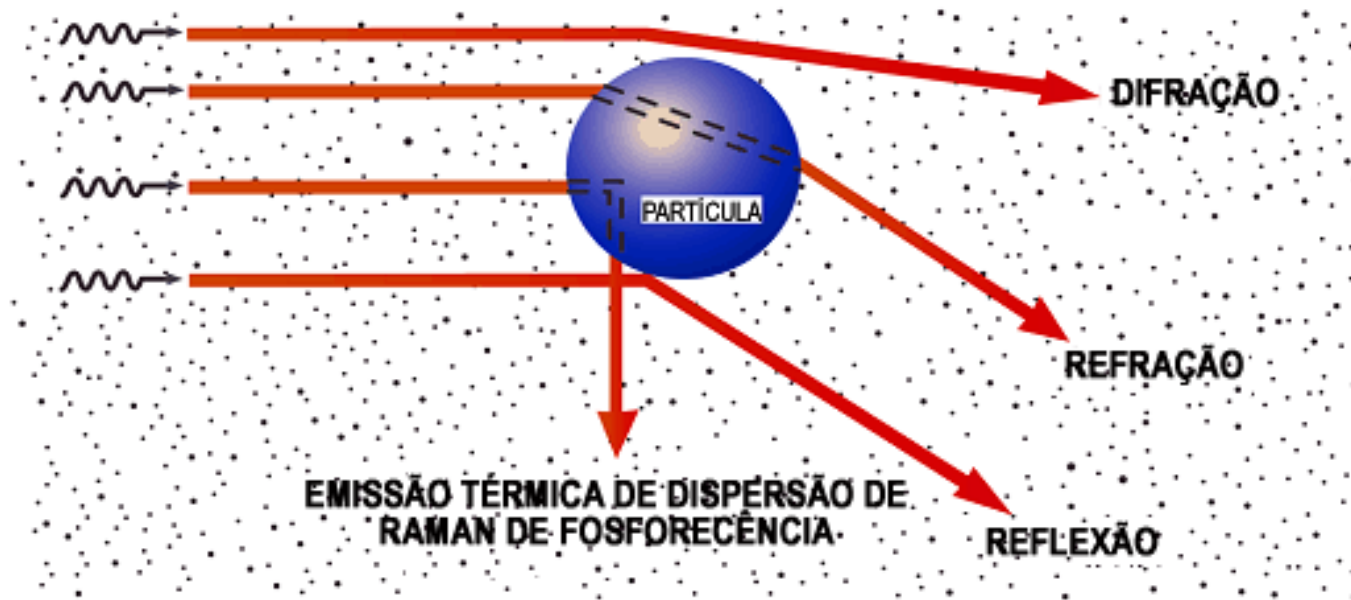 DIFRAÇÃO
PARTÍCULA
REFRAÇÃO
EMISSÃO TÉRMICA DE DISPERSÃO DE
RAMAN DE FOSFORECÊNCIA
REFLEXÃO